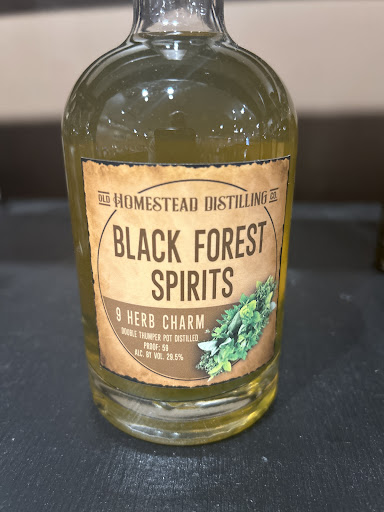 OLD HOMESTEAD DISTILLING CO.
BLACK FOREST
SPIRITS
9 HERB CHARM
DOUBLE THUMPER POT DISTILLED
PROOF: 59
ALC. BY VOL. 29.5%